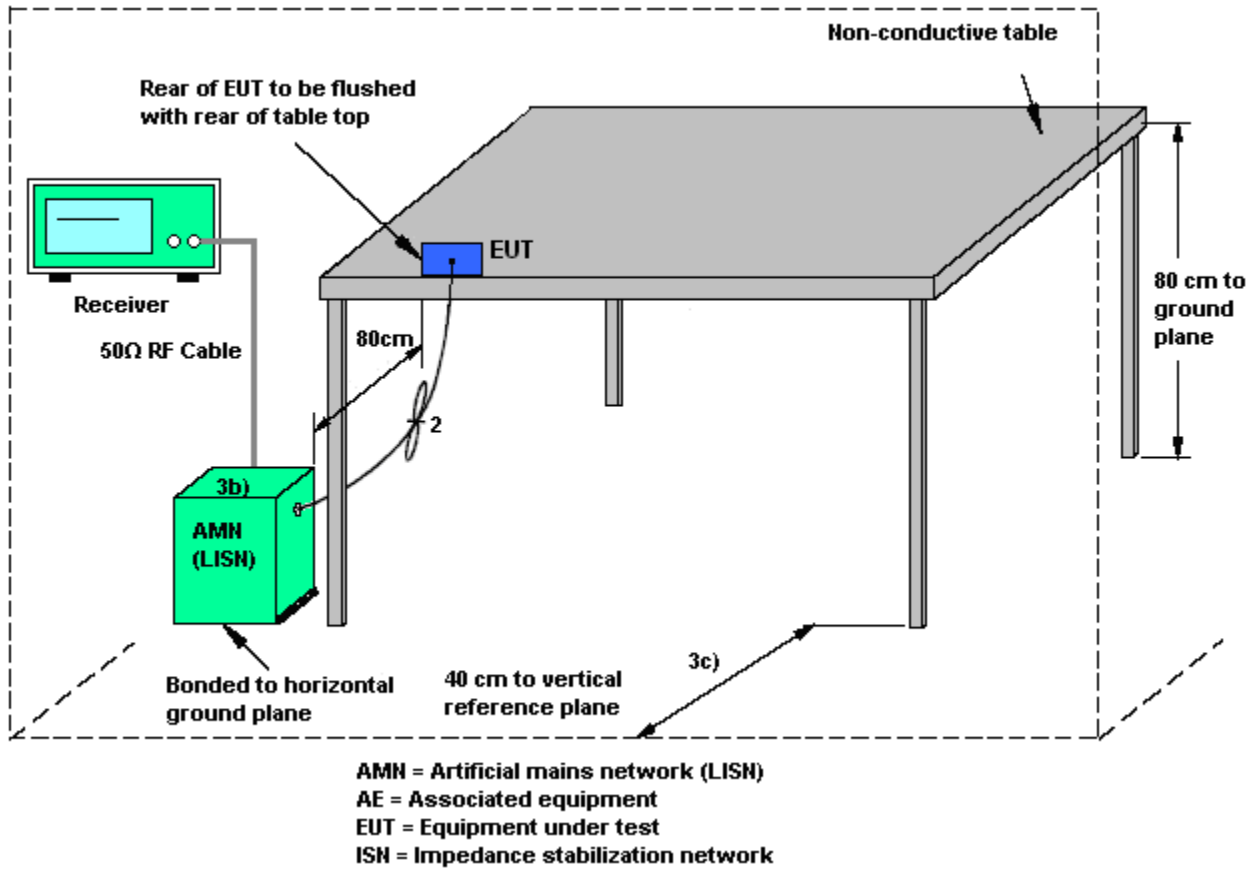 Non-conductive table
Rear of EUT to be flushed
with rear of table top
EUT
Receiver
80 cm to
ground
plane
80cm
50Ω RF Cable
2
3b)
AMN
(LISN)
3c)
Bonded to horizontal
ground plane
40 cm to vertical
reference plane
AMN = Artificial mains network (LISN)
AE = Associated equipment
EUT = Equipment under test
ISN = Impedance stabilization network